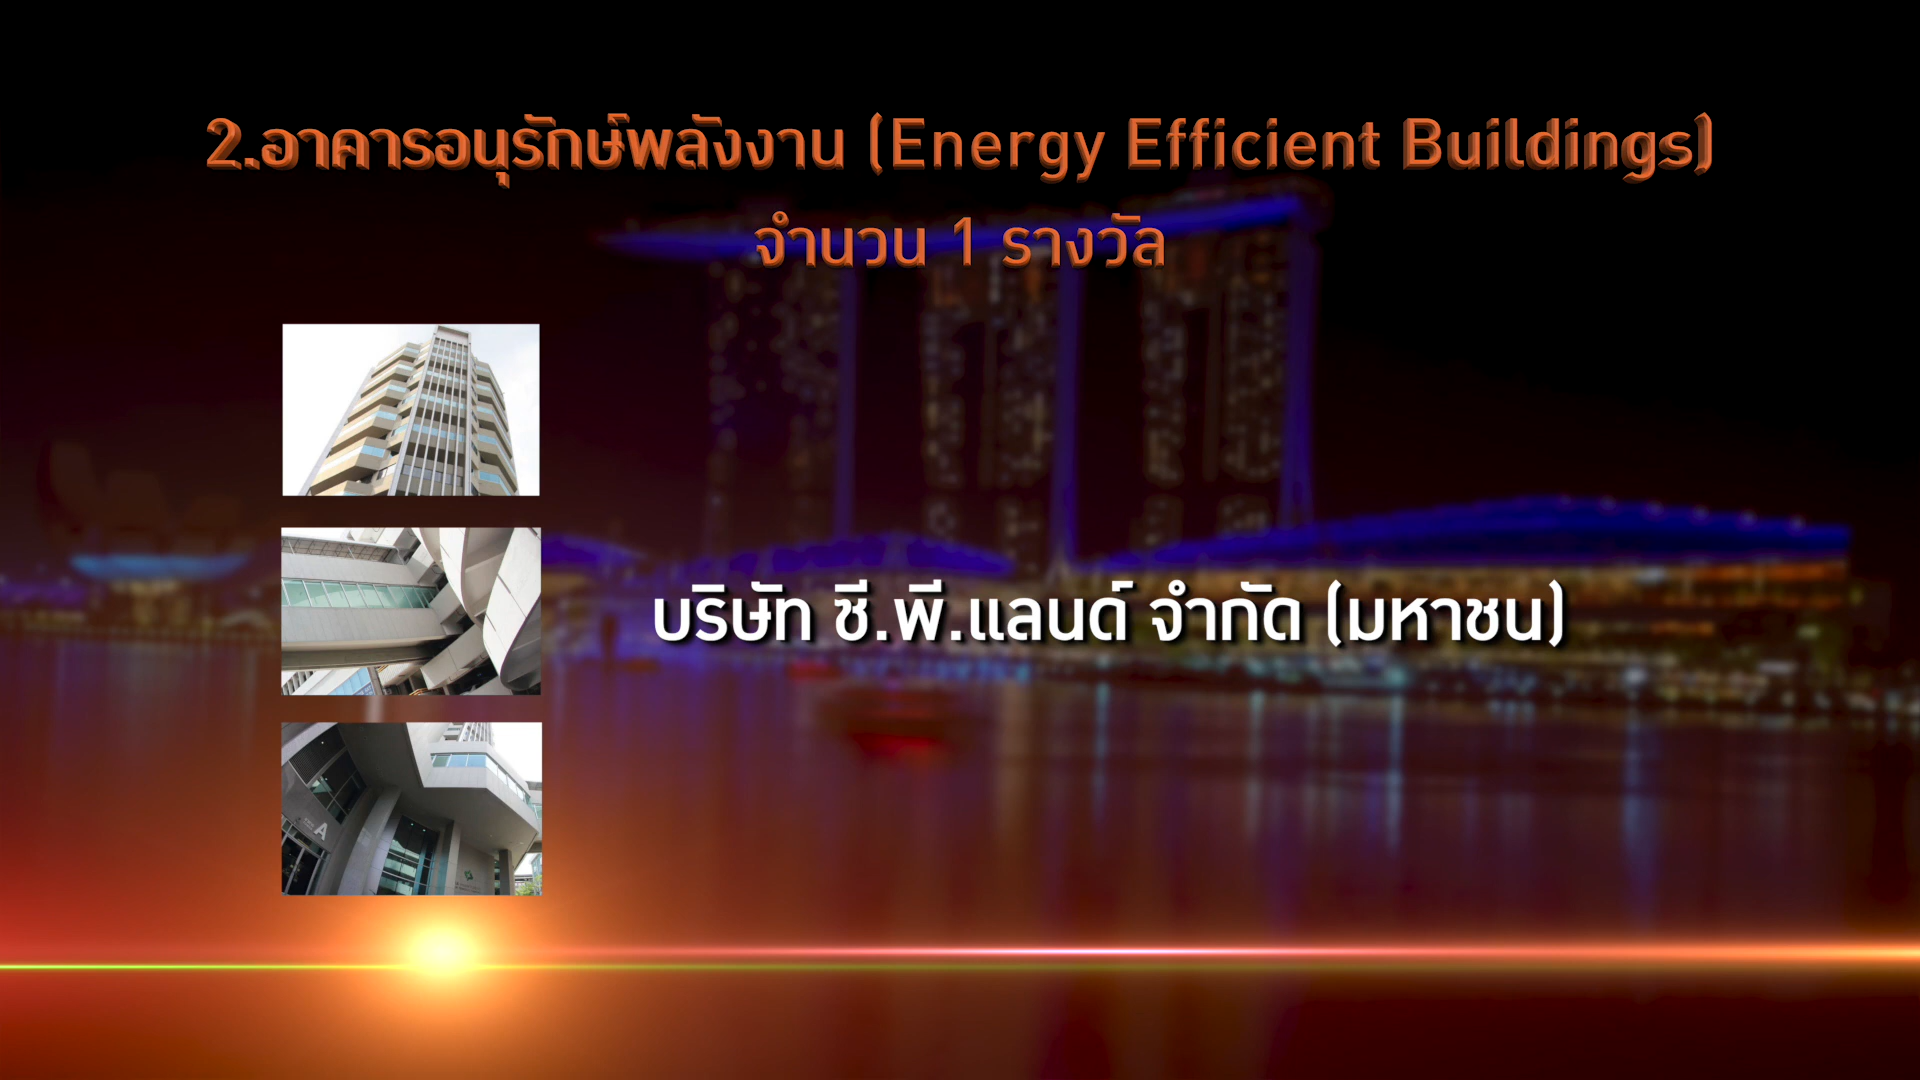 2.อาคารอนุรักษ์พลังงาน (Energy Efficient Buildings)
จำนวน 1 รางวัล
บริษัท ซี.พี.แลนด์ จำกัด (มหาชน)
A